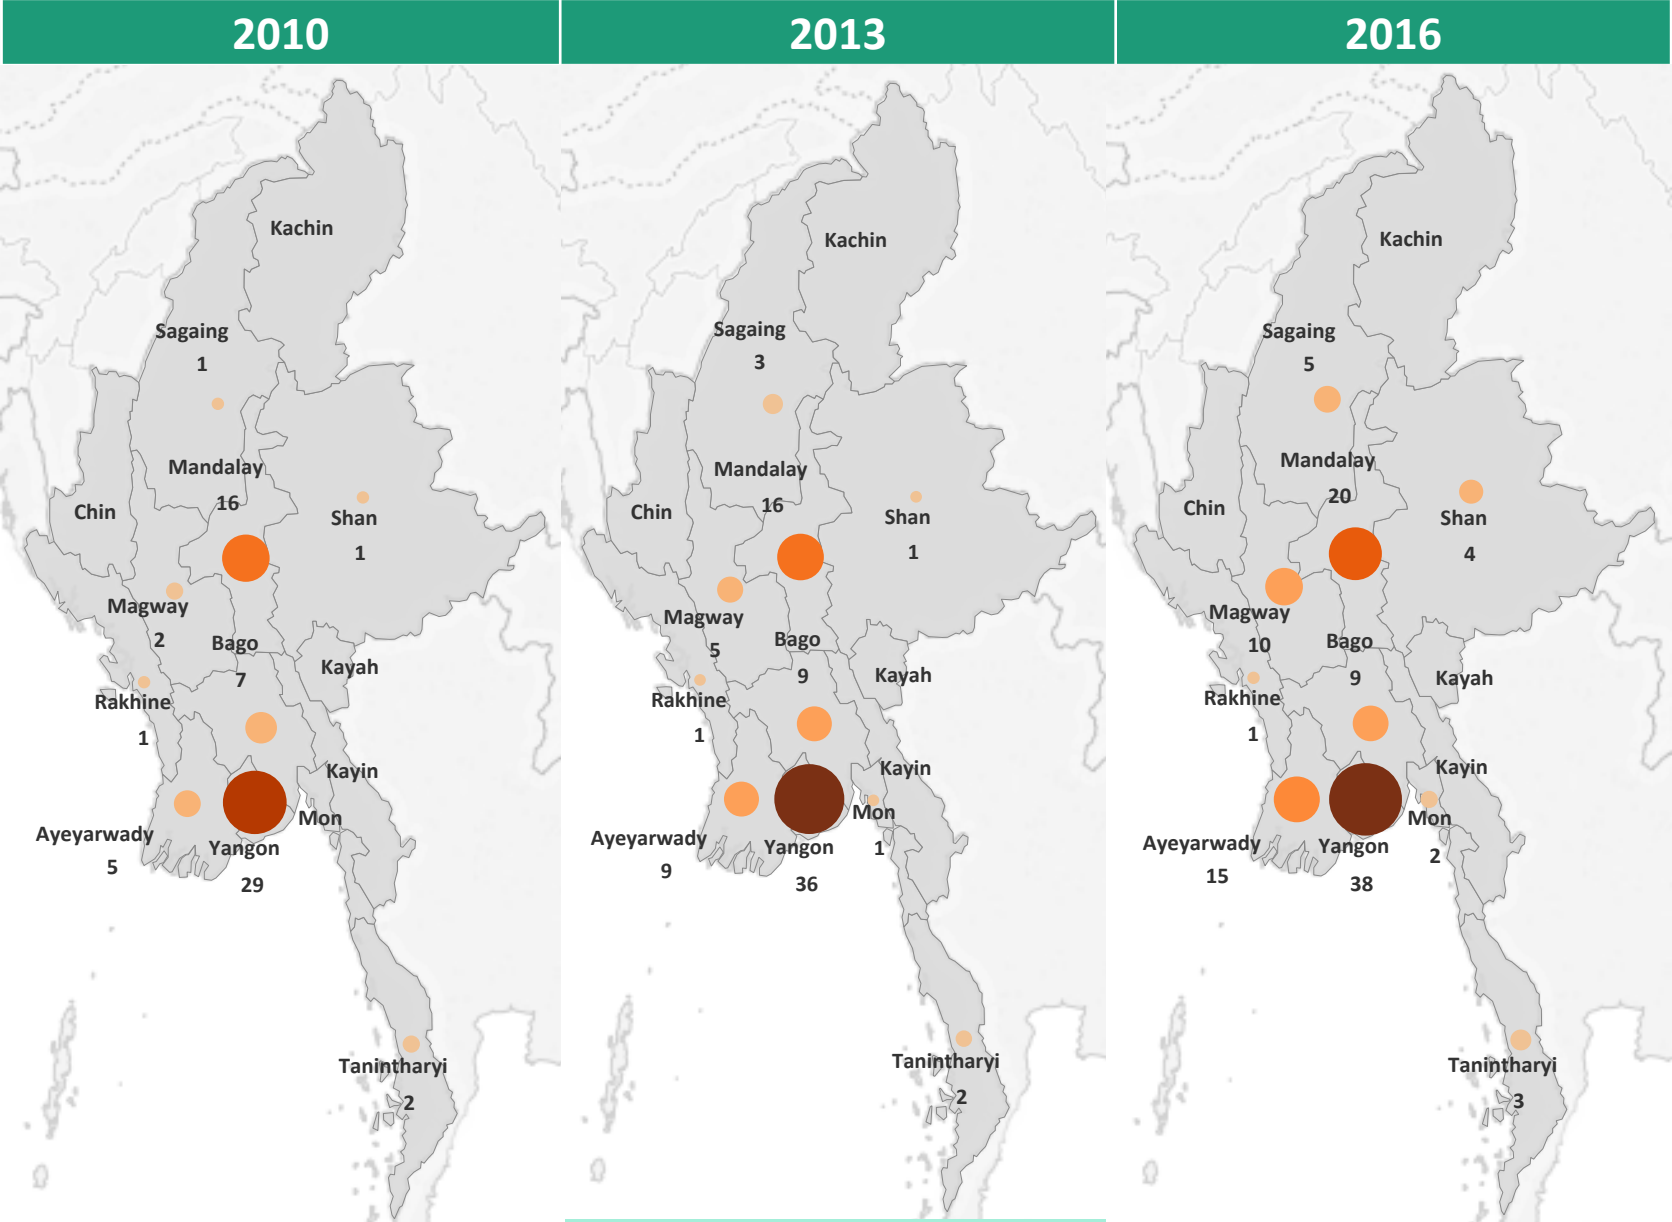 2010
Kachin
Sagaing
1
Mandalay
16
Chin
Shan
1
Magway
2
Bago
7
Kayah
Rakhine
1
Kayin
Mon
Ayeyarwady
5
Yangon
29
Tanintharyi
2
2013
Kachin
Sagaing
3
Mandalay
16
Chin
Shan
1
Magway
5
Bago
9
Kayah
Rakhine
1
Kayin
Mon
1
Ayeyarwady
9
Yangon
36
Tanintharyi
2
2016
Kachin
Sagaing
5
Mandalay
20
Chin
Shan
4
Magway
10
Bago
9
Kayah
Rakhine
1
Kayin
Mon
2
Ayeyarwady
15
Yangon
38
Tanintharyi
3